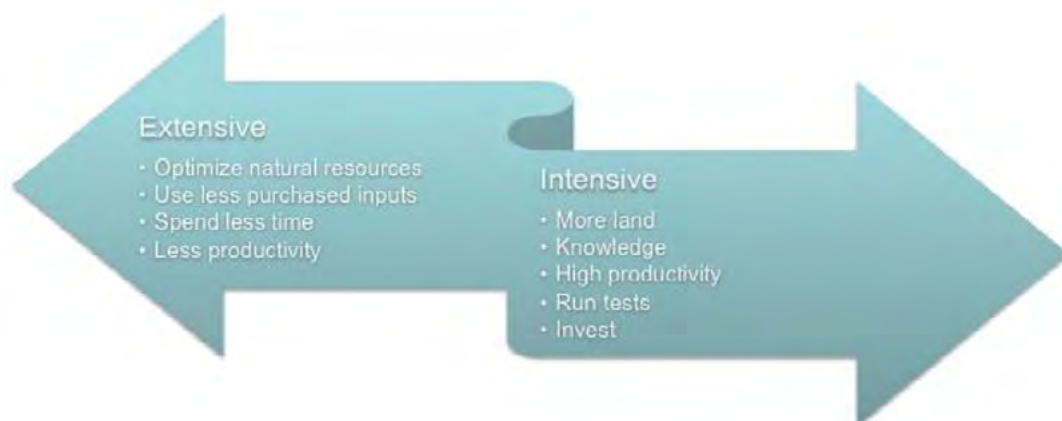 Extensive
• Optimize natural resources
• Use less purchased inputs
• Spend less time
• Less productivity
Intensive
• More land
• Knowledge
• High productivity
• Run tests
• Invest